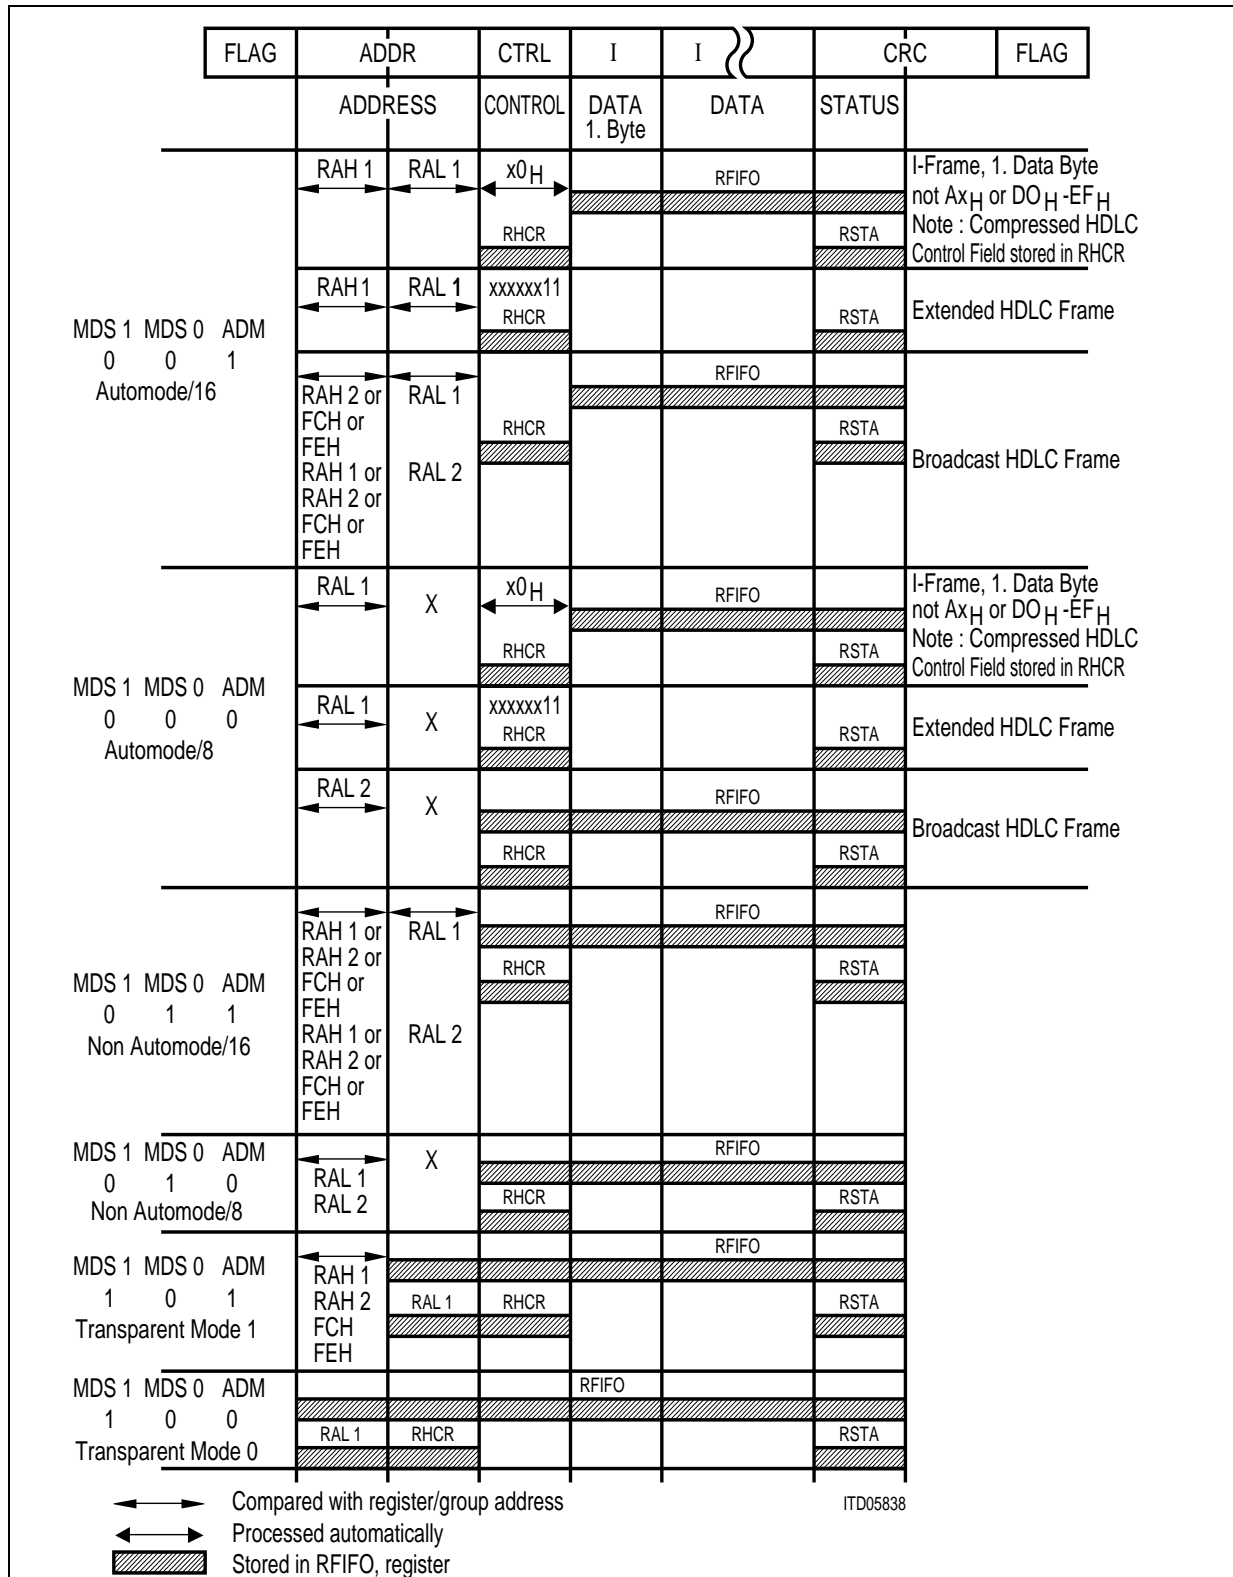 FLAG ADDR CTRL I I CRC FLAG
ADDRESS CONTROL DATA DATA STATUS
1. Byte
RAH 1 RAL 1 x0H RFIFO I-Frame, 1. Data Byte
not AxH or DOH-EFH
RHCR RSTA Note : Compressed HDLC
Control Field stored in RHCR
RAH1 RAL 1 xxxxxx11
RHCR RSTA Extended HDLC Frame
MDS 1 MDS 0 ADM
0 0 1
Automode/16
RFIFO
RAH 2 or RAL 1
FCH or
RHCR RSTA
FEH
Broadcast HDLC Frame
RAH 1 or RAL 2
RAH 2 or
FCH or
FEH
RAL 1 X x0H RFIFO I-Frame, 1. Data Byte
not AxH or DOH-EFH
RHCR RSTA Note : Compressed HDLC
Control Field stored in RHCR
MDS 1 MDS 0 ADM
0 0 0
Automode/8
RAL 1 X xxxxxx11
RHCR RSTA Extended HDLC Frame
RAL 2 X RFIFO
Broadcast HDLC Frame
RHCR RSTA
RFIFO
RAH 1 or RAL 1
RAH 2 or
RHCR RSTA
FCH or
FEH
MDS 1 MDS 0 ADM
0 1 1
Non Automode/16
RAH 1 or RAL 2
RAH 2 or
FCH or
FEH
MDS 1 MDS 0 ADM
0 1 0
Non Automode/8
X RFIFO
RAL 1
RAL 2 RHCR RSTA
RFIFO
MDS 1 MDS 0 ADM
1 0 1
Transparent Mode 1
RAH 1
RAH 2 RAL 1 RHCR RSTA
FCH
FEH
MDS 1 MDS 0 ADM
1 0 0
Transparent Mode 0
RFIFO
RAL 1 RHCR RSTA
Compared with register/group address ITD05838
Processed automatically
Stored in RFIFO, register